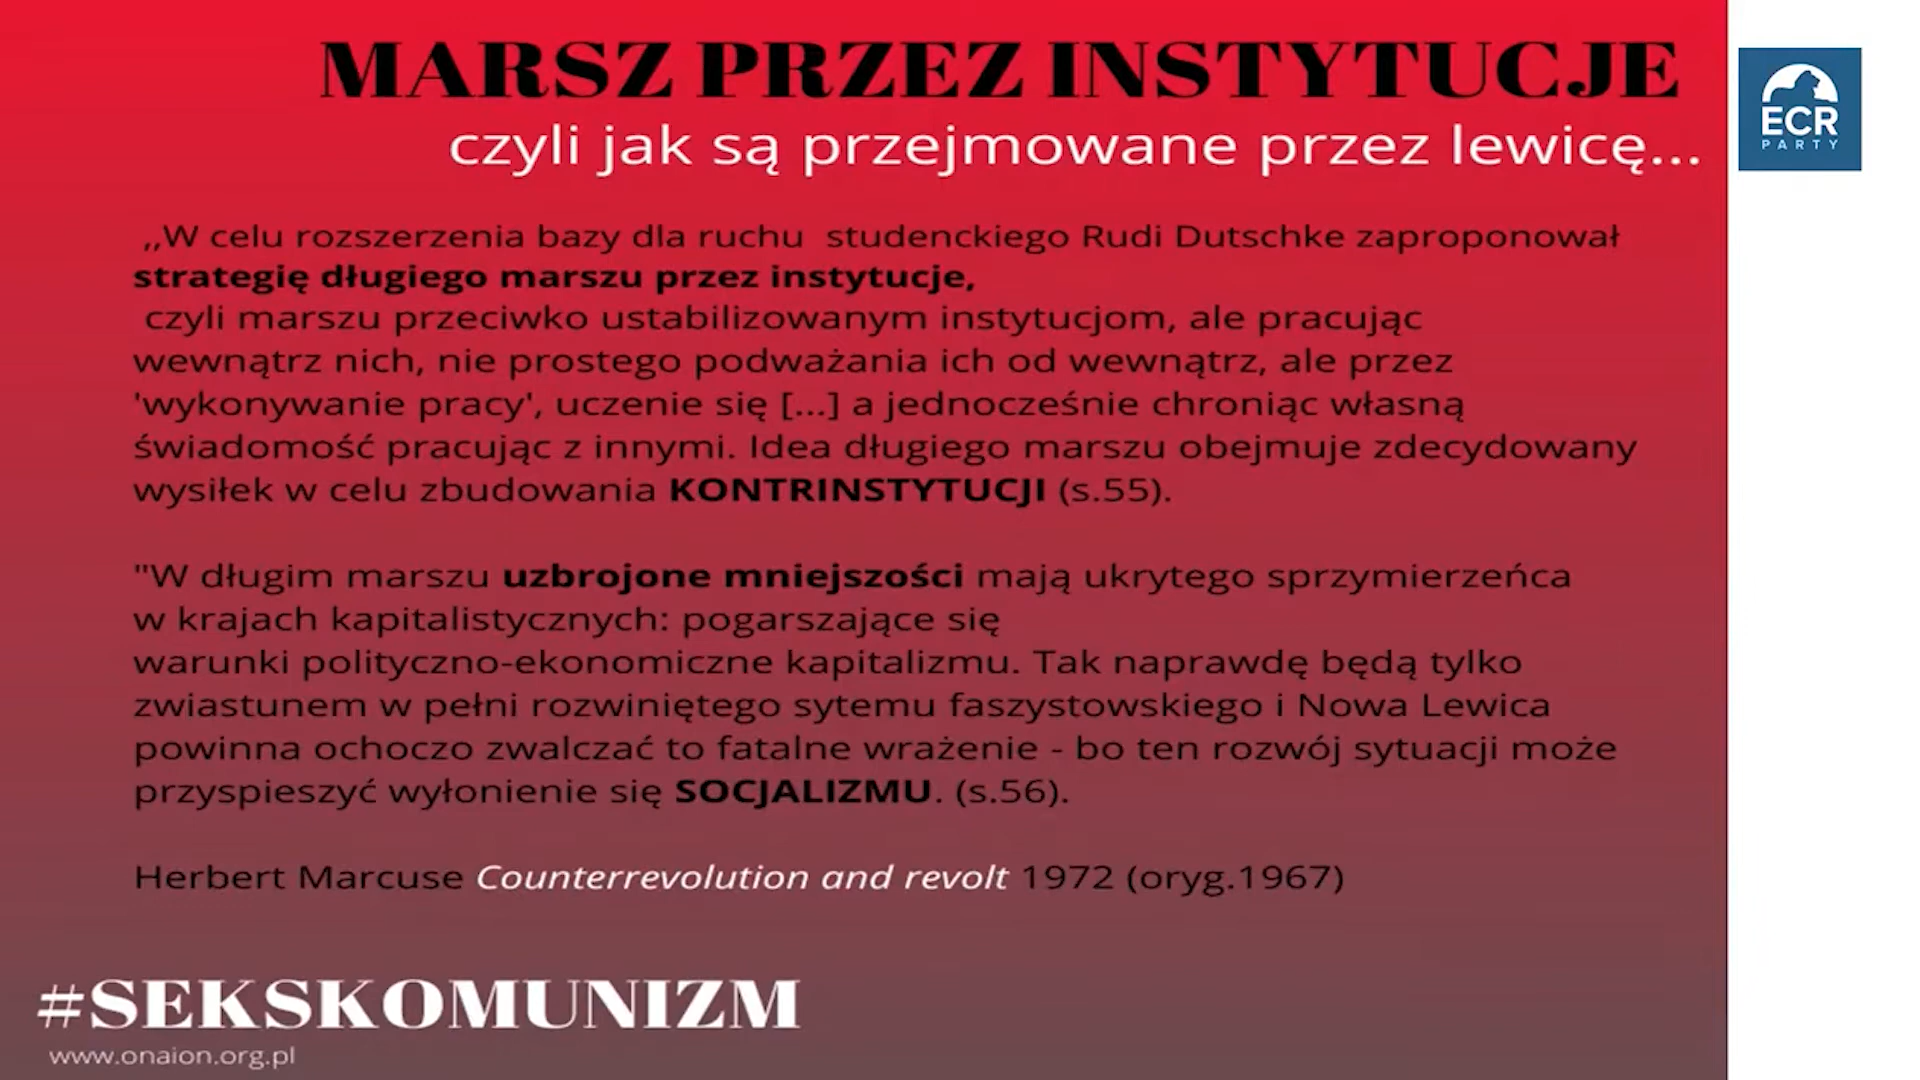 MARSZ PRZEZ INSTYTUCJE
czyli jak są przejmowane przez lewicę...
ECR
PARTY
,,W celu rozszerzenia bazy dla ruchu studenckiego Rudi Dutschke zaproponował
strategię długiego marszu przez instytucje,
czyli marszu przeciwko ustabilizowanym instytucjom, ale pracując
wewnątrz nich, nie prostego podważania ich od wewnątrz, ale przez
'wykonywanie pracy', uczenie się [...] a jednocześnie chroniąc własną
świadomość pracując z innymi. Idea długiego marszu obejmuje zdecydowany
wysiłek w celu zbudowania KONTRINSTYTUCJI (s.55).
"W długim marszu uzbrojone mniejszości mają ukrytego sprzymierzeńca
w krajach kapitalistycznych: pogarszające się
warunki polityczno-ekonomiczne kapitalizmu. Tak naprawdę będą tylko
zwiastunem w pełni rozwiniętego sytemu faszystowskiego i Nowa Lewica
powinna ochoczo zwalczać to fatalne wrażenie - bo ten rozwój sytuacji może
przyspieszyć wyłonienie się SOCJALIZMU. (s.56).
Herbert Marcuse Counterrevolution and revolt 1972 (oryg.1967)
#SEKSKOMUNIZM
www.onaion.org.pl